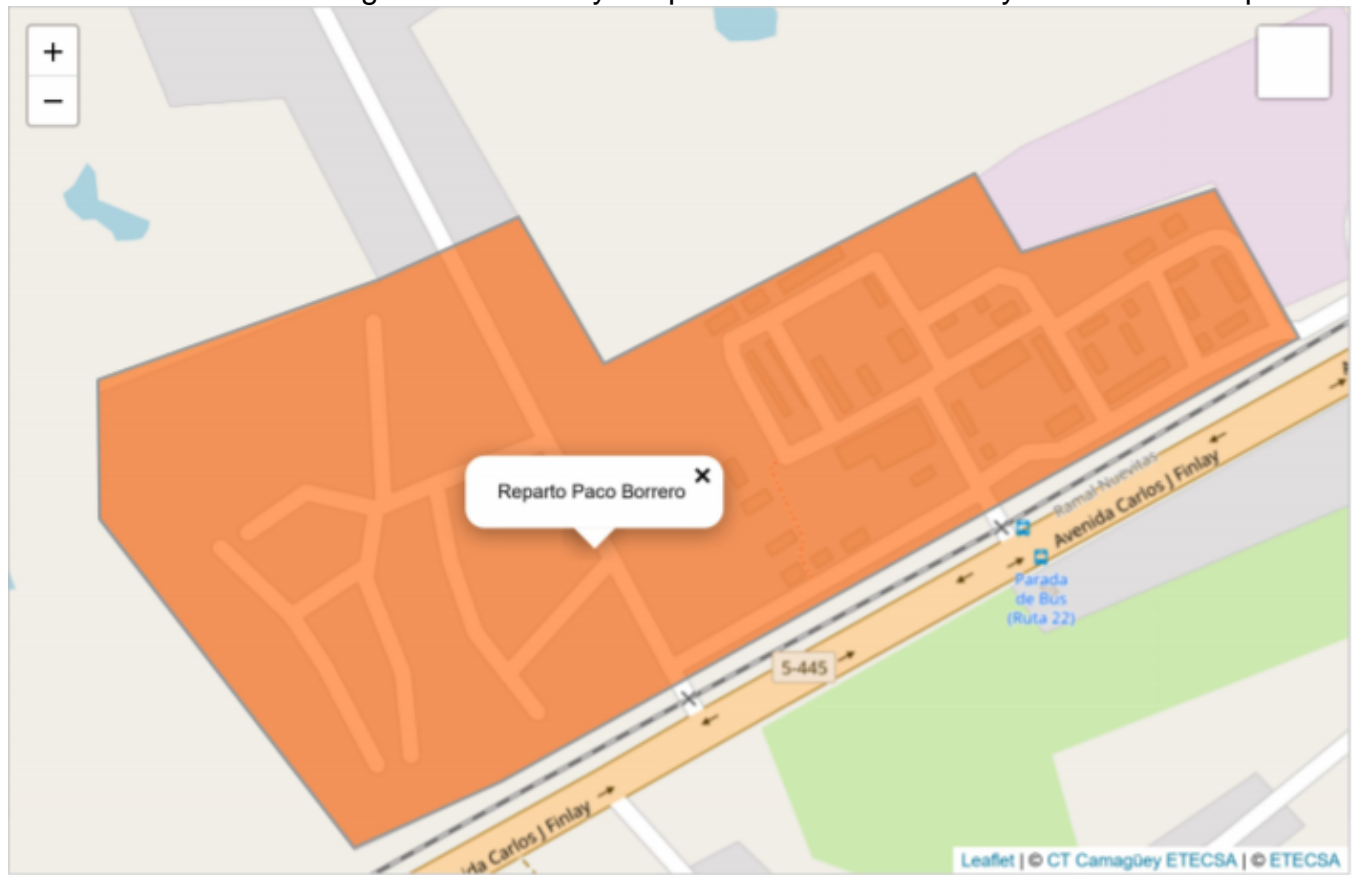 +
−
Reparto Paco Borrero ×
Ramal Nuevitas
Avenida Carlos J Finlay
Parada
de Bus
(Ruta 22)
5-445
da Carlos J Finlay
Leaflet | © CT Camagüey ETECSA | © ETECSA